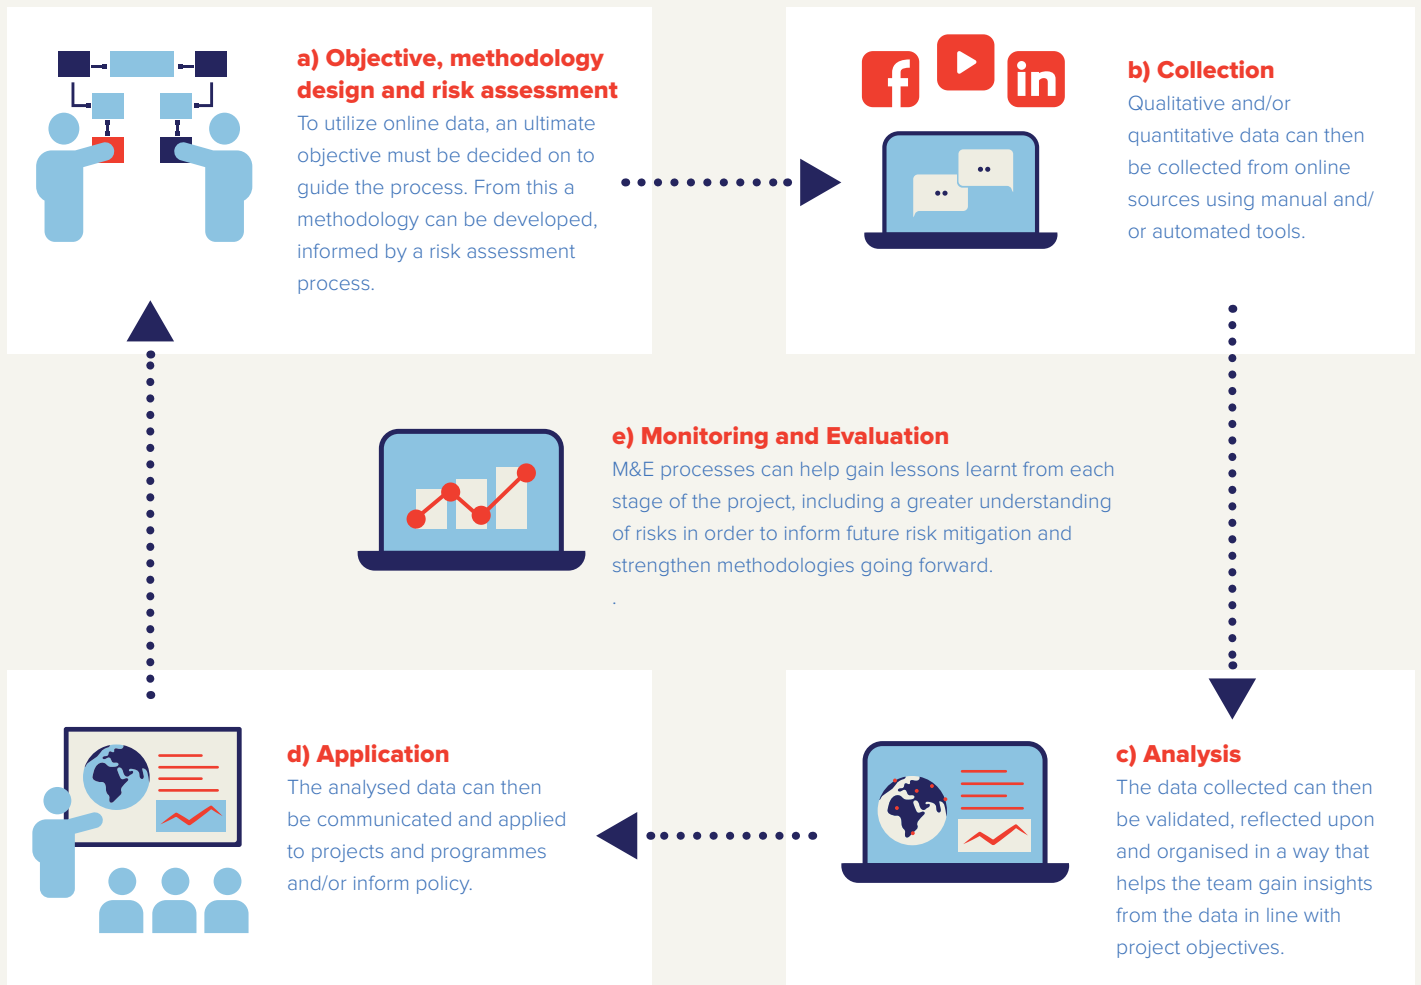 a) Objective, methodology
design and risk assessment
To utilize online data, an ultimate
objective must be decided on to
guide the process. From this a
methodology can be developed,
informed by a risk assessment
process.
f
in
b) Collection
Qualitative and/or
quantitative data can then
be collected from online
sources using manual and/
or automated tools.
e) Monitoring and Evaluation
M&E processes can help gain lessons learnt from each
stage of the project, including a greater understanding
of risks in order to inform future risk mitigation and
strengthen methodologies going forward.
.
c) Analysis
The data collected can then
be validated, reflected upon
and organised in a way that
helps the team gain insights
from the data in line with
project objectives.
d) Application
The analysed data can then
be communicated and applied
to projects and programmes
and/or inform policy.